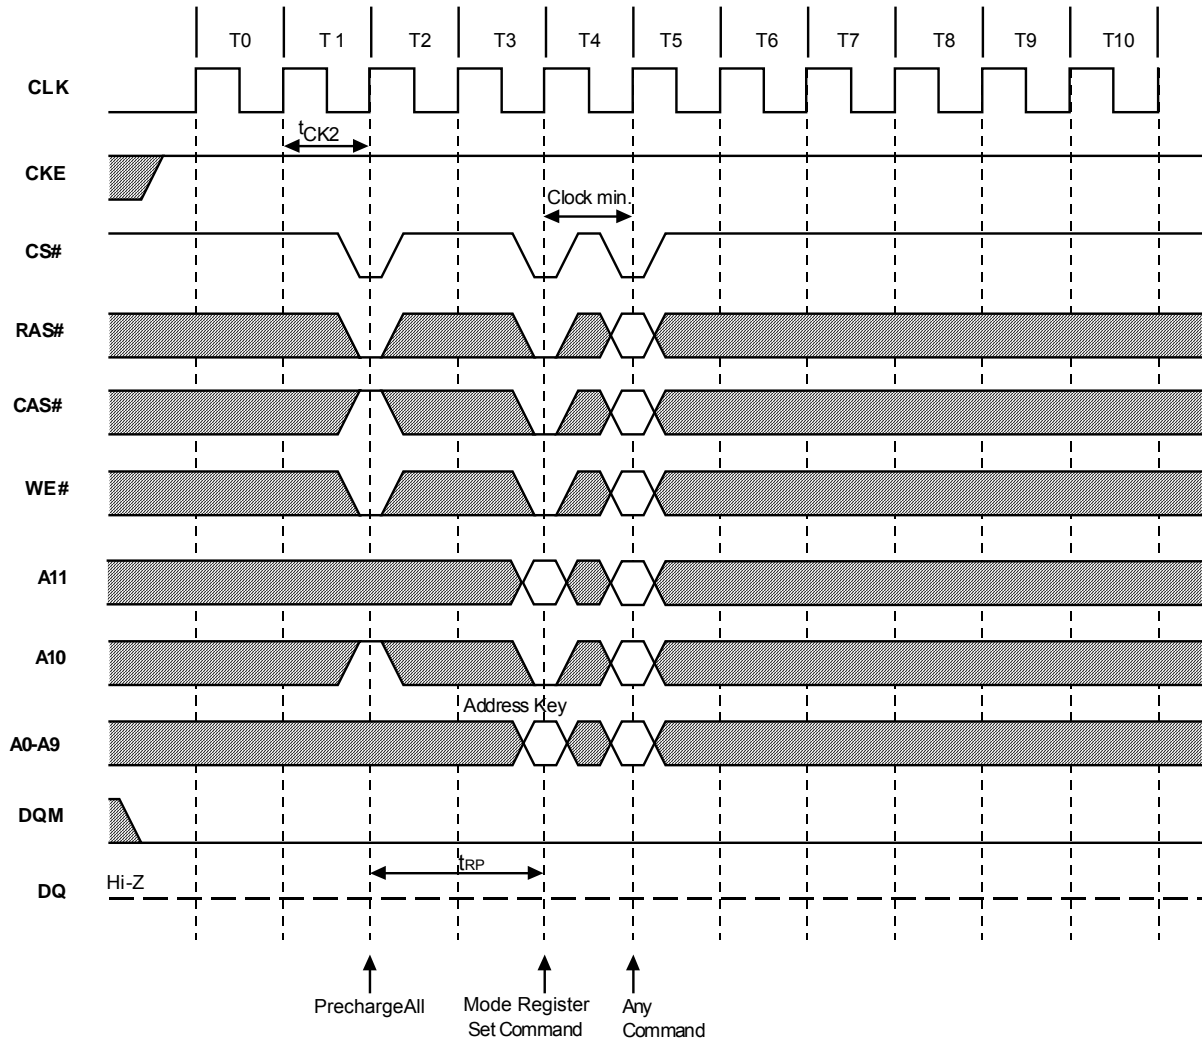 T0 T 1 T2 T3 T4 T5 T6 T7 T8 T9 T10
CLK
tCK2
CKE
Clock min.
CS#
RAS#
CAS#
WE#
A11
A10
Address Key
A0-A9
DQM
tRP
Hi-Z
DQ
PrechargeAll
Mode Register
Set Command
Any
Command